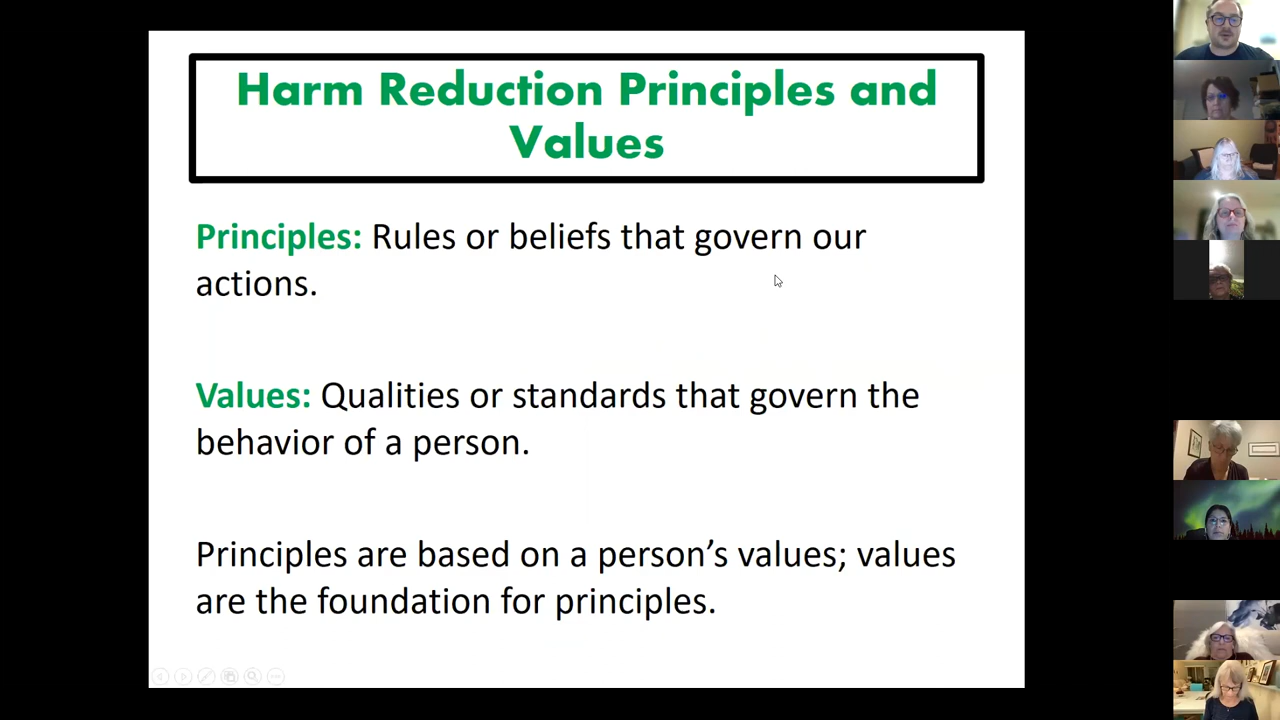 Harm Reduction Principles and
Values
Principles: Rules or beliefs that govern our
actions.
Values: Qualities or standards that govern the
behavior of a person.
Principles are based on a person’s values; values
are the foundation for principles.